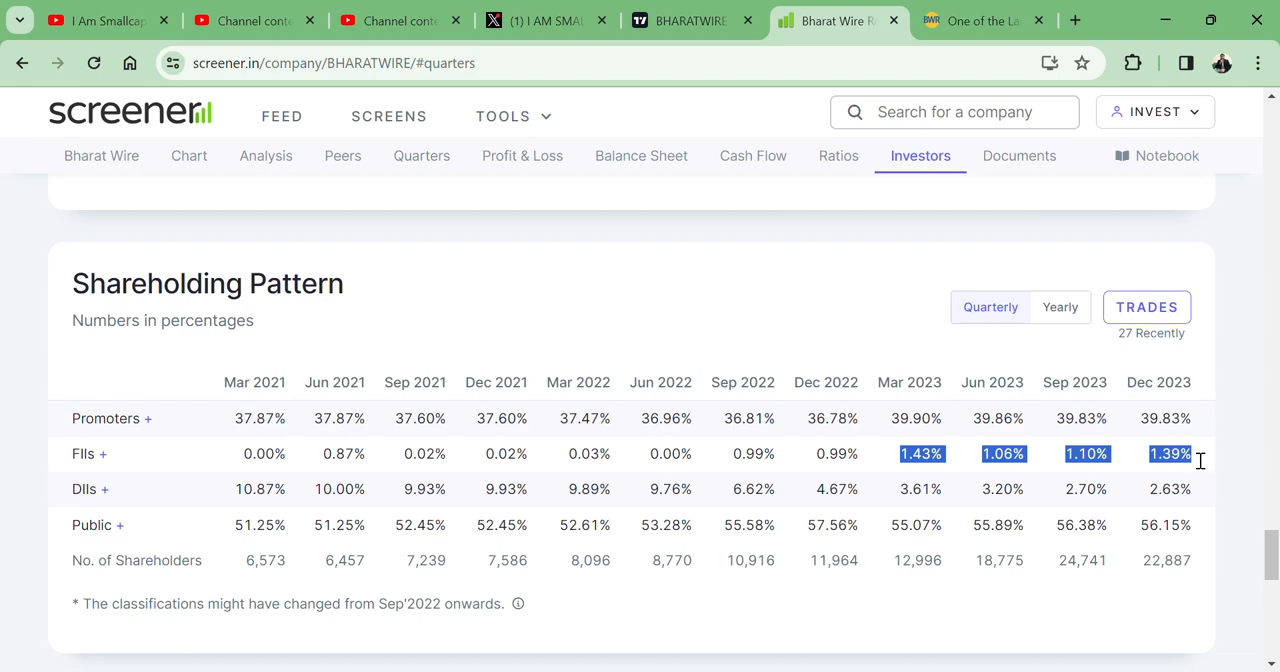 I Am Smallcap
Channel conte
Channel conte
(1) I AM SMAL
BHARATWIRE
Bharat Wire Ro
BWR One of the La
screener.in/company/BHARATWIRE/#quarters
screener
FEED
SCREENS
TOOLS
Search for a company
INVEST
Bharat Wire
Chart
Analysis
Peers
Quarters
Profit & Loss
Balance Sheet
Cash Flow
Ratios
Investors
Documents
Notebook
Shareholding Pattern
Numbers in percentages
Quarterly
Yearly
TRADES
27 Recently
Mar 2021 Jun 2021 Sep 2021 Dec 2021 Mar 2022 Jun 2022 Sep 2022 Dec 2022 Mar 2023 Jun 2023 Sep 2023 Dec 2023
Promoters + 37.87% 37.87% 37.60% 37.60% 37.47% 36.96% 36.81% 36.78% 39.90% 39.86% 39.83% 39.83%
FIIs + 0.00% 0.87% 0.02% 0.02% 0.03% 0.00% 0.99% 0.99% 1.43% 1.06% 1.10% 1.39%
DIIs + 10.87% 10.00% 9.93% 9.93% 9.89% 9.76% 6.62% 4.67% 3.61% 3.20% 2.70% 2.63%
Public + 51.25% 51.25% 52.45% 52.45% 52.61% 53.28% 55.58% 57.56% 55.07% 55.89% 56.38% 56.15%
No. of Shareholders 6,573 6,457 7,239 7,586 8,096 8,770 10,916 11,964 12,996 18,775 24,741 22,887
* The classifications might have changed from Sep'2022 onwards.